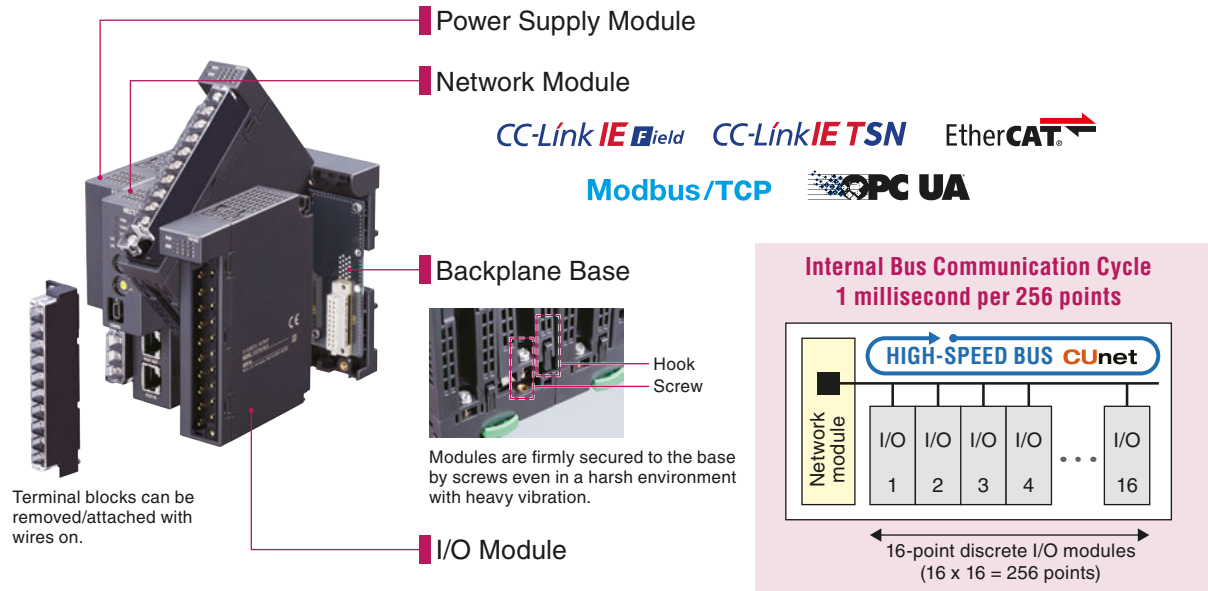 Power Supply Module
Network Module
CC-Link IE Field
CC-Link IE TSN
EtherCAT®
Modbus/TCP
OPC UA
Backplane Base
Hook
Screw
Modules are firmly secured to the base
by screws even in a harsh environment
with heavy vibration.
Terminal blocks can be
removed/attached with
wires on.
I/O Module
Internal Bus Communication Cycle
1 millisecond per 256 points
HIGH-SPEED BUS CUnet
Network
module
I/O I/O I/O I/O I/O
1 2 3 4 • • • 16
16-point discrete I/O modules
(16 x 16 = 256 points)
CE